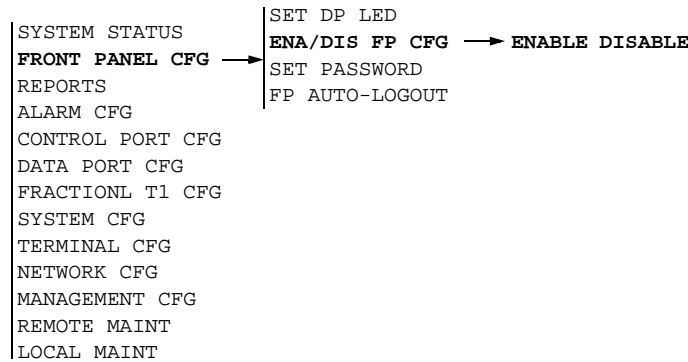 SYSTEM STATUS
FRONT PANEL CFG
REPORTS
ALARM CFG
CONTROL PORT CFG
DATA PORT CFG
FRACTIONL T1 CFG
SYSTEM CFG
TERMINAL CFG
NETWORK CFG
MANAGEMENT CFG
REMOTE MAINT
LOCAL MAINT
SET DP LED
ENA/DIS FP CFG
SET PASSWORD
FP AUTO-LOGOUT
ENABLE DISABLE